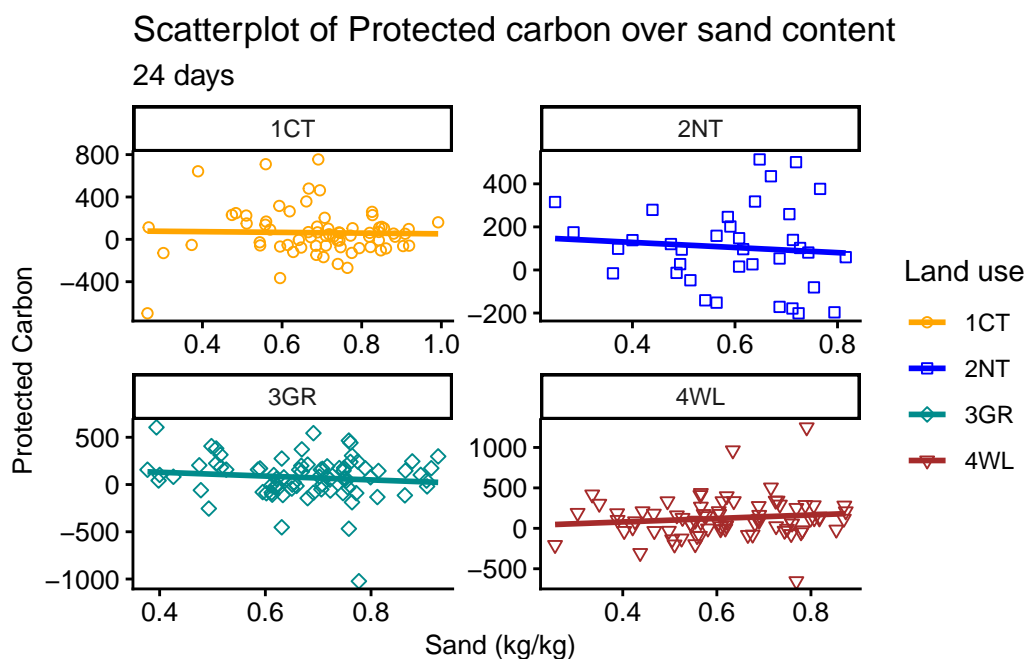 Scatterplot of Protected carbon over sand content
24 days
1CT
2NT
800
400
0
−400
0.4
0.6
0.8
1.0
400
200
0
−200
0.4
0.6
0.8
3GR
4WL
500
0
−500
−1000
0.4
0.6
0.8
1000
500
0
−500
0.4
0.6
0.8
Protected Carbon
Sand (kg/kg)
Land use
1CT
2NT
3GR
4WL